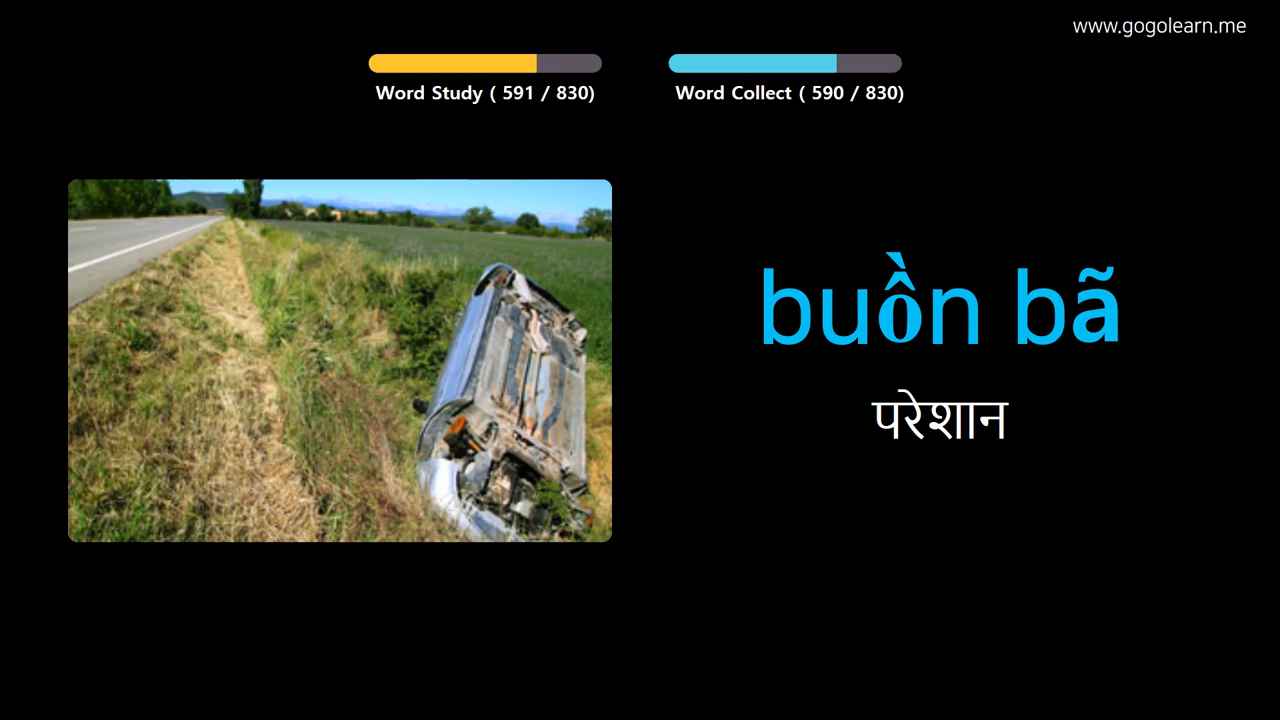 www.gogolearn.me
Word Study ( 591 / 830)
Word Collect ( 590 / 830)
buồn bã
परेशान